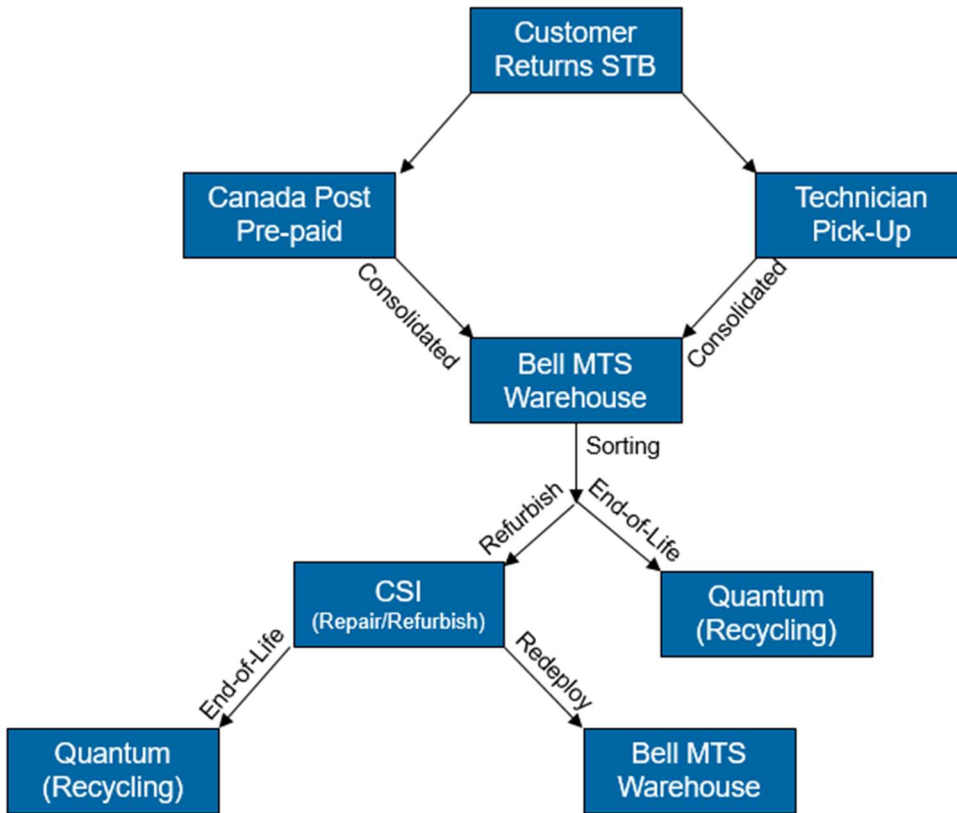 Customer
Returns STB
Canada Post
Pre-paid
Technician
Pick-Up
Consolidated
Consolidated
Bell MTS
Warehouse
Sorting
Refurbish
End-of-Life
CSI
(Repair/Refurbish)
Quantum
(Recycling)
End-of-Life
Redeploy
Quantum
(Recycling)
Bell MTS
Warehouse